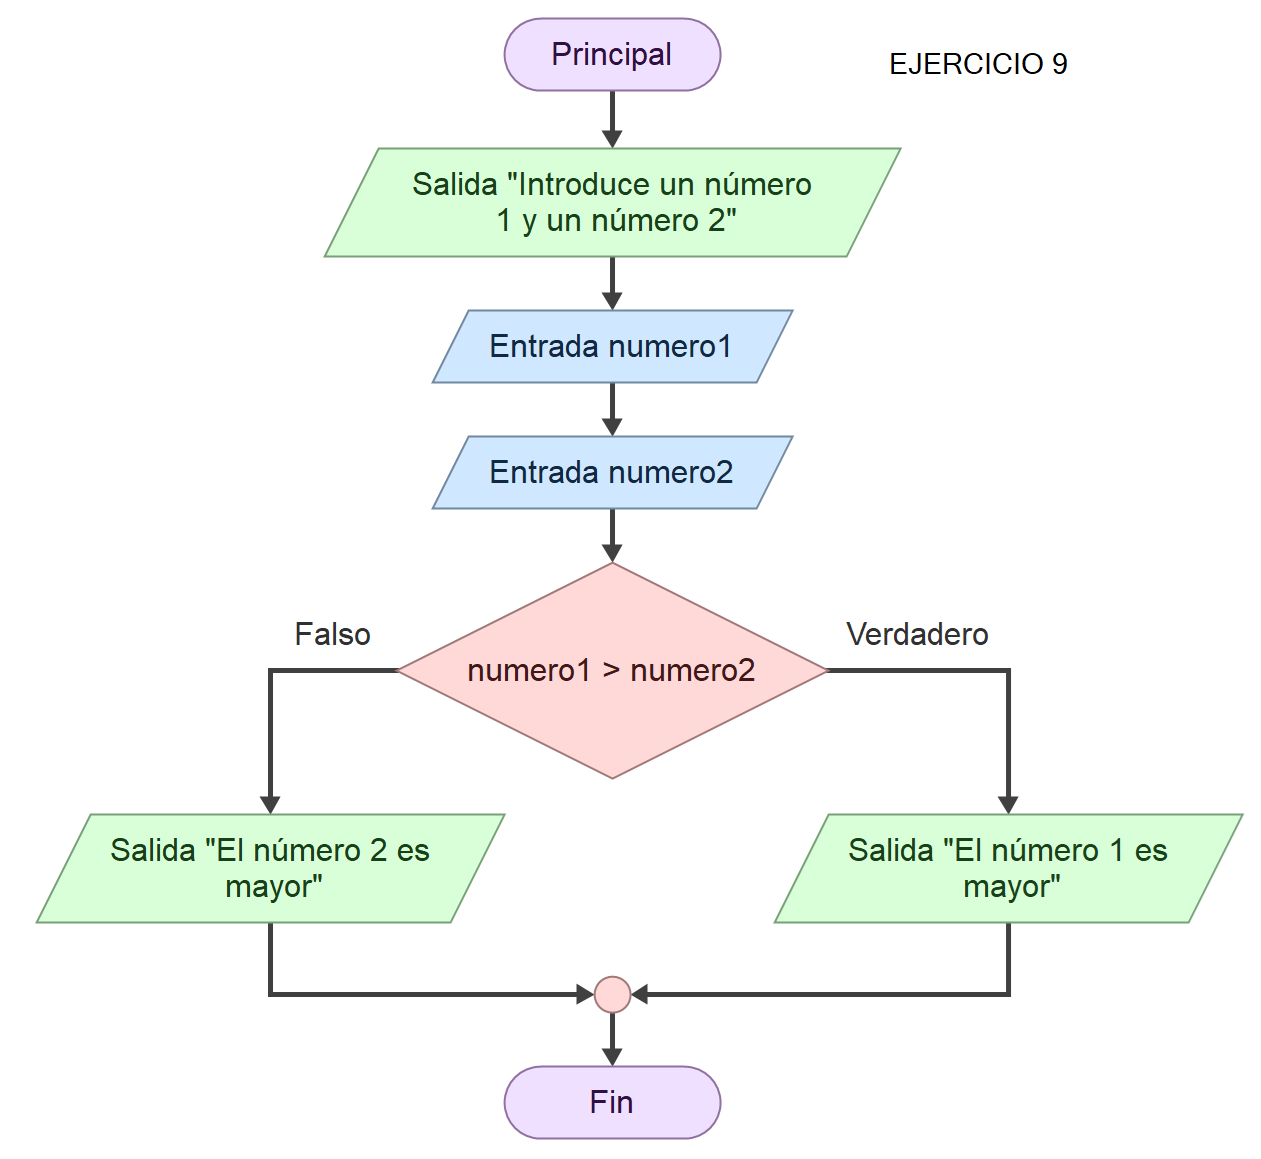 Principal
EJERCICIO 9
Salida "Introduce un número
1 y un número 2"
Entrada numero1
Entrada numero2
Falso
Verdadero
numero1 > numero2
Salida "El número 2 es
mayor"
Salida "El número 1 es
mayor"
Fin